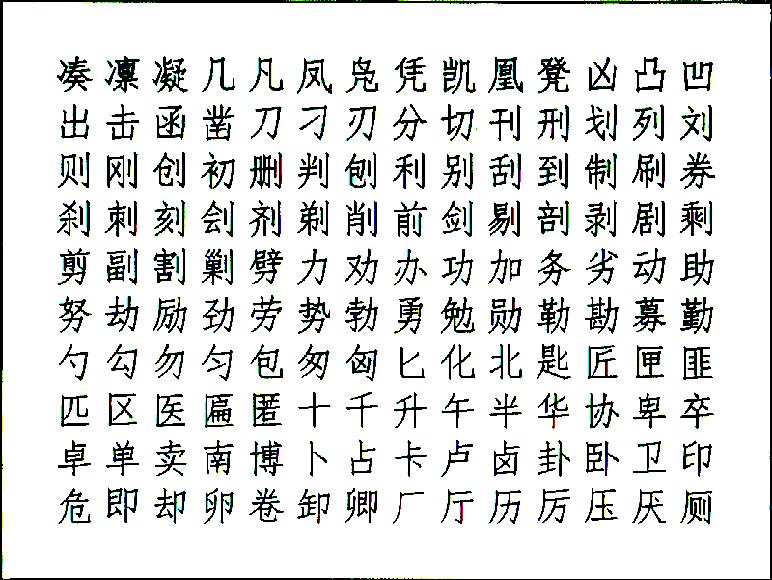 凑凛凝几凡凤凫凭凯凰凳凶凸凹
出击函凿刀刁刃分切刊刑划列刘
则刚创初删判刨利别刮到制刷券
刹刺刻刽剂剃削前剑剔剖剥剧剩
剪副割剿劈力劝办功加务劣动助
努劫励劲劳势勃勇勉勋勒勘募勤
勺勾勿匀包匆匈匕化北匙匠匣匪
匹区医匾匿十千升午半华协卑卒
卓单卖南博卜占卡卢卤卦卧卫印
危即却卵卷卸卿厂厅历厉压厌厕